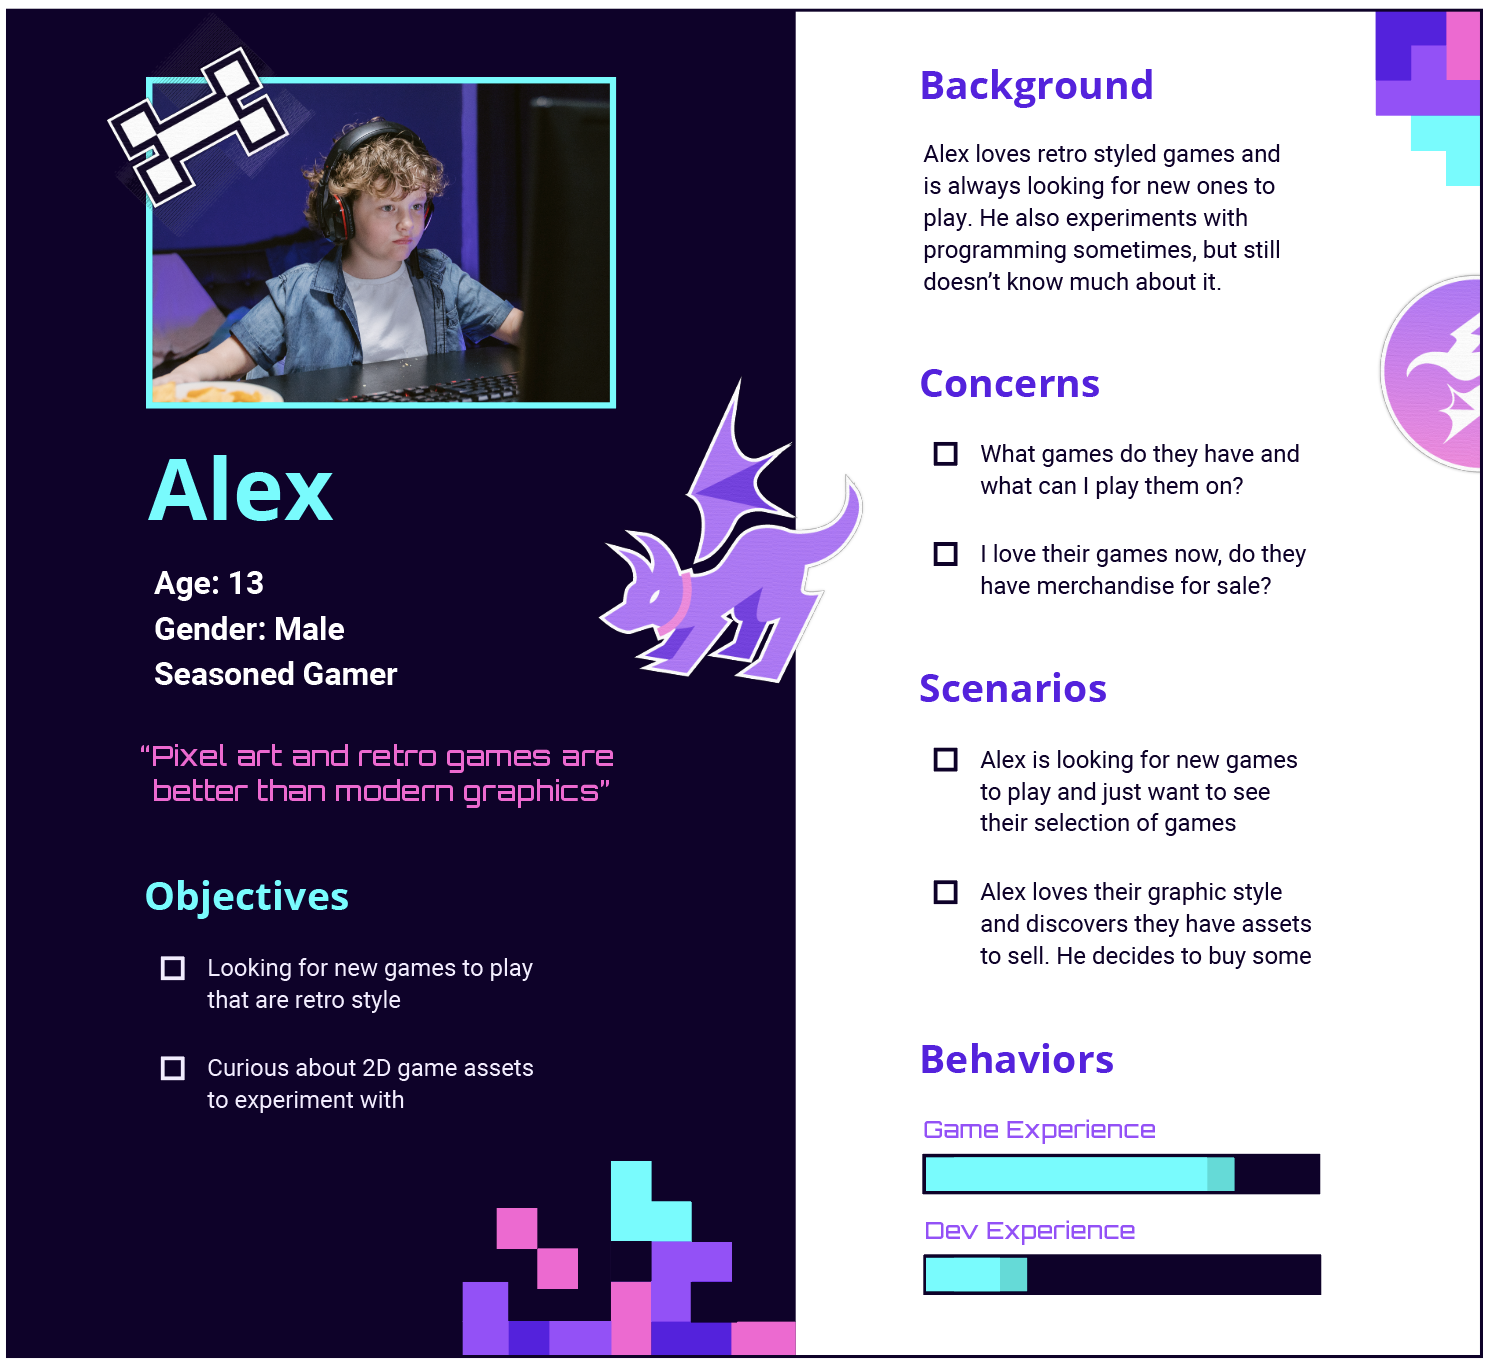 Alex
Age: 13
Gender: Male
Seasoned Gamer
“Pixel art and retro games are
better than modern graphics”
Objectives
Looking for new games to play
that are retro style
Curious about 2D game assets
to experiment with
Background
Alex loves retro styled games and
is always looking for new ones to
play. He also experiments with
programming sometimes, but still
doesn’t know much about it.
Concerns
What games do they have and
what can I play them on?
I love their games now, do they
have merchandise for sale?
Scenarios
Alex is looking for new games
to play and just want to see
their selection of games
Alex loves their graphic style
and discovers they have assets
to sell. He decides to buy some
Behaviors
Game Experience
Dev Experience